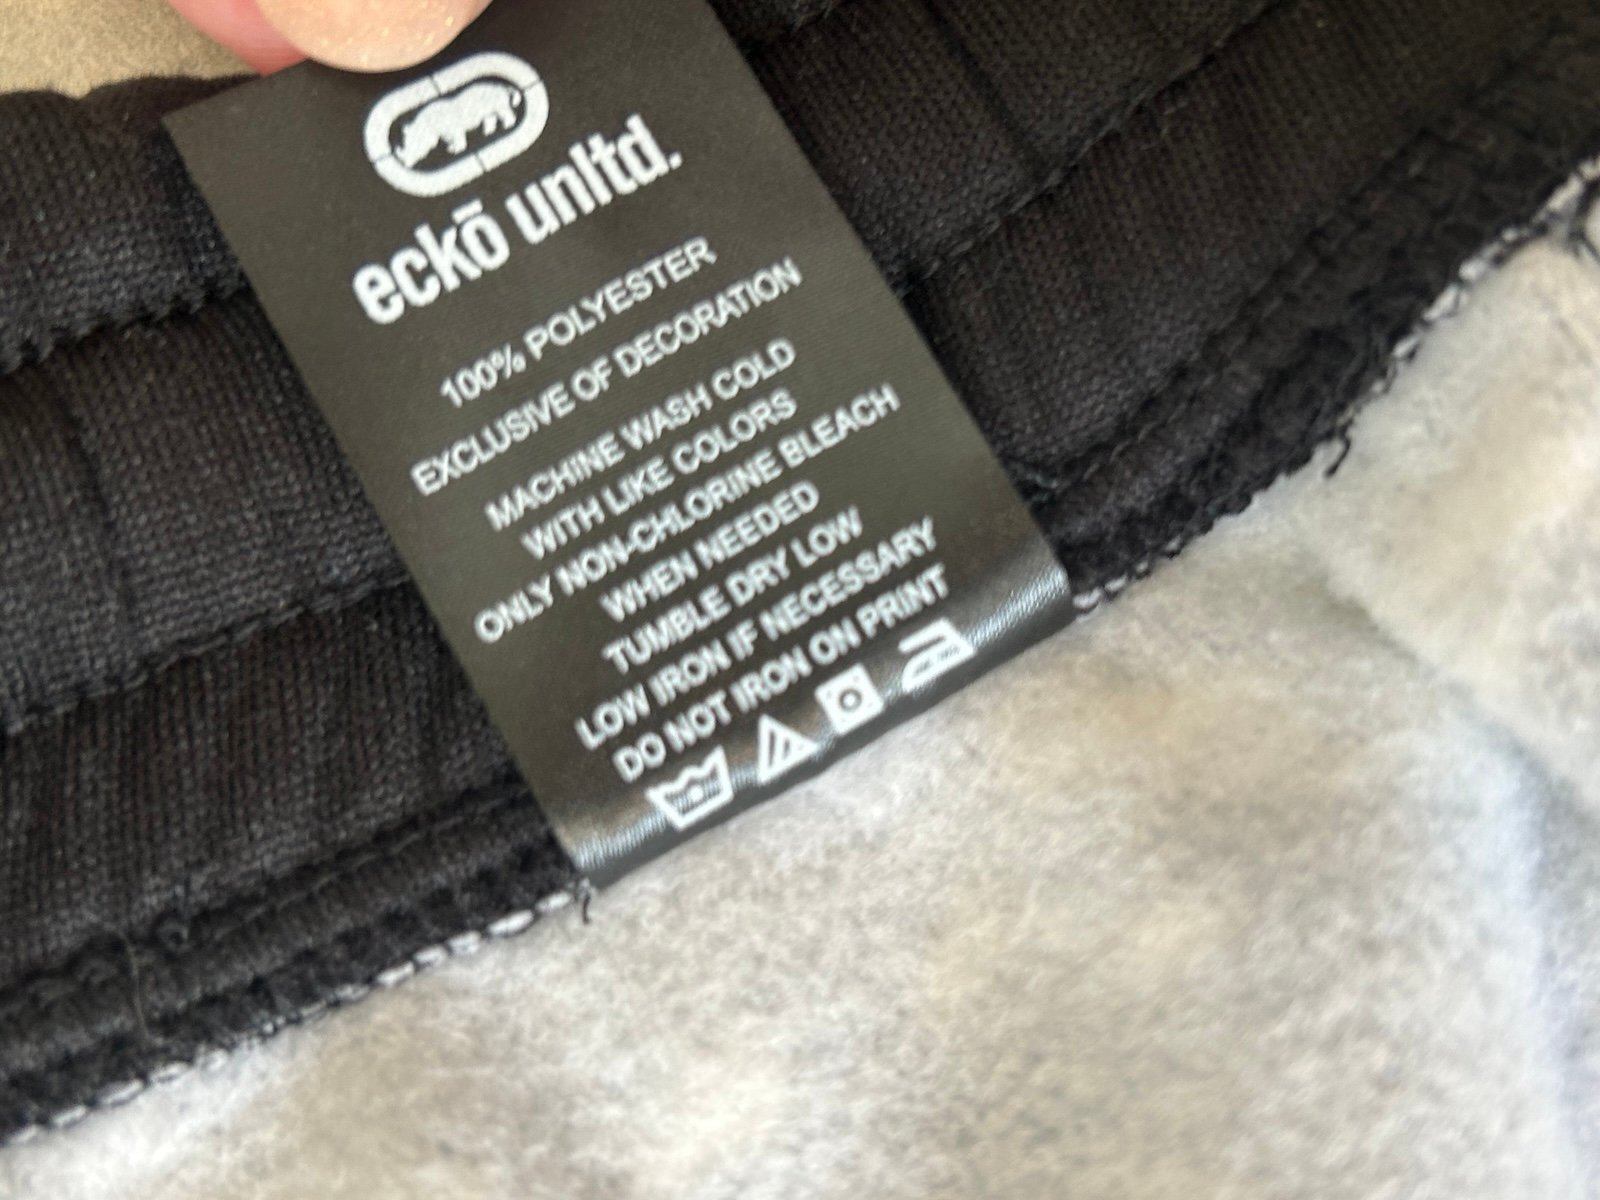 eckō unltd.
100% POLYESTER
EXCLUSIVE OF DECORATION
MACHINE WASH COLD
WITH LIKE COLORS
ONLY NON-CHLORINE BLEACH
WHEN NEEDED
TUMBLE DRY LOW
LOW IRON IF NECESSARY
DO NOT IRON ON PRINT